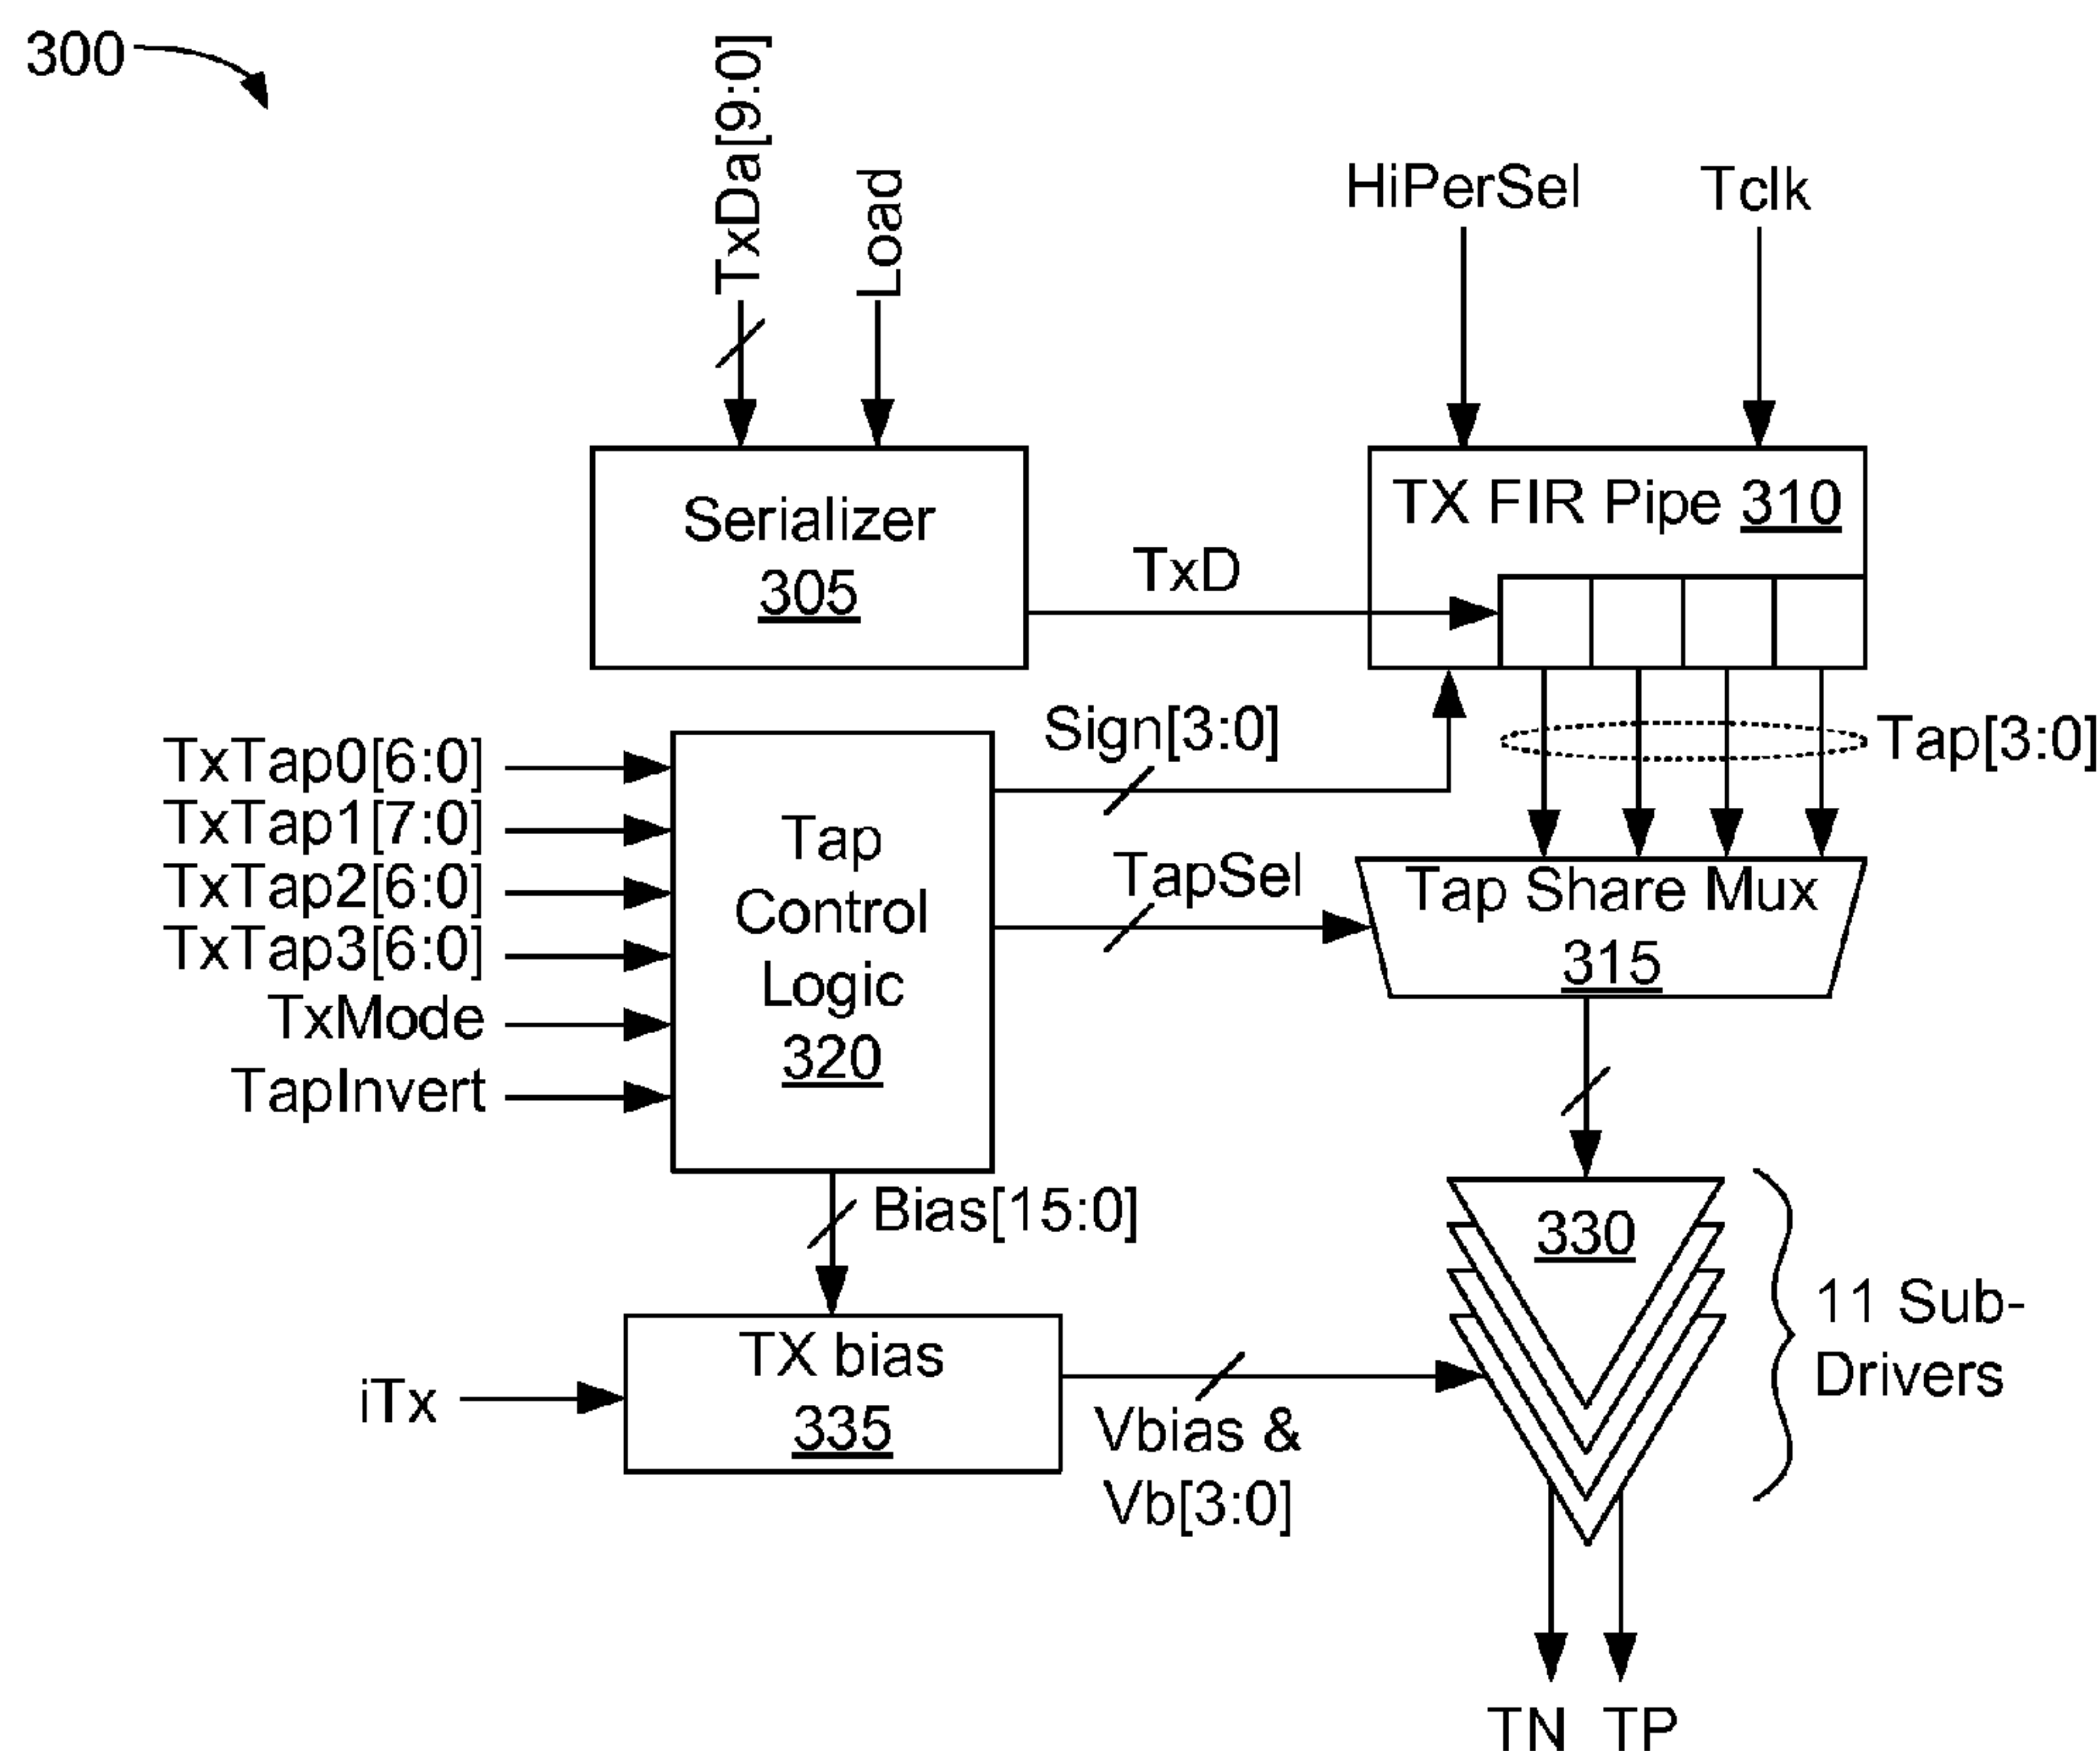 300
TxDa[9:0]
Load
HiPerSel
Tclk
Serializer
305
TX FIR Pipe 310
TxD
Sign[3:0]
Tap[3:0]
TxTap0[6:0]
TxTap1[7:0]
TxTap2[6:0]
TxTap3[6:0]
TxMode
TapInvert
Tap
Control
Logic
320
TapSel
Tap Share Mux
315
Bias[15:0]
330
11 Sub-
Drivers
iTx
TX bias
335
Vbias &
Vb[3:0]
TN
TP